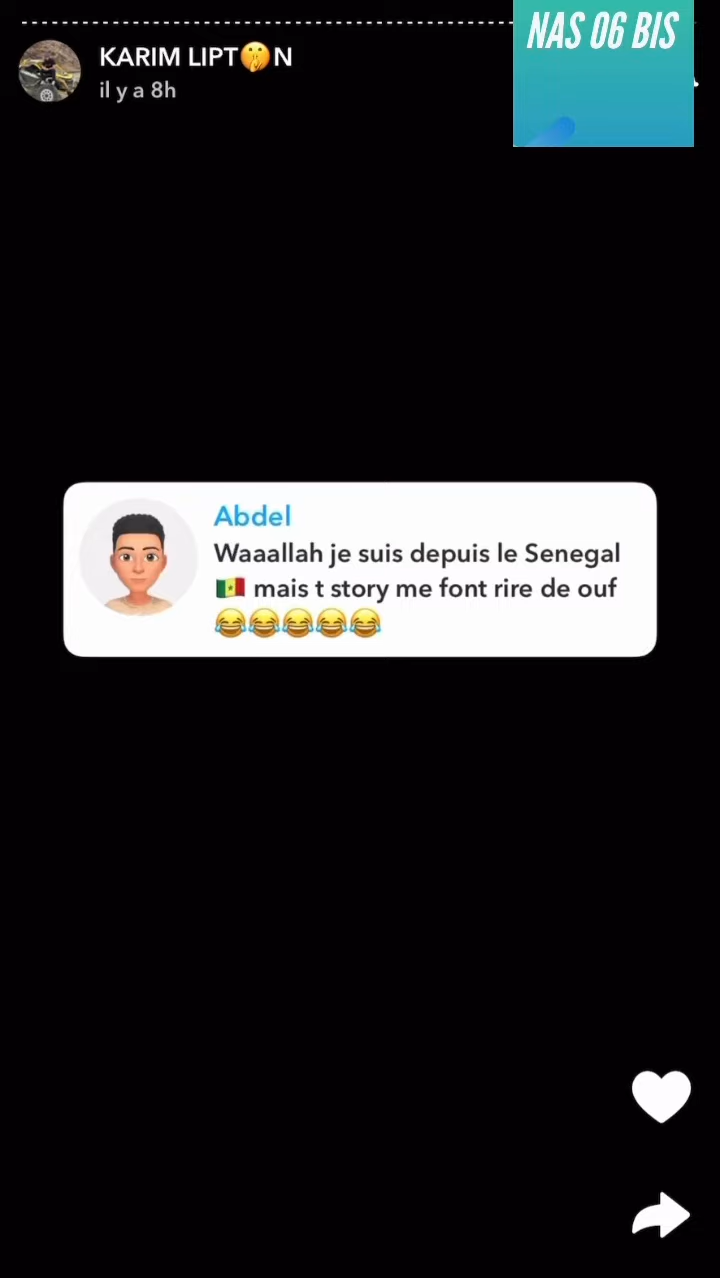 NAS 06 BIS
KARIM LIPT🤫N
il y a 8h
Abdel
Waaallah je suis depuis le Senegal
🇸🇳 mais t story me font rire de ouf
😂😂😂😂😂